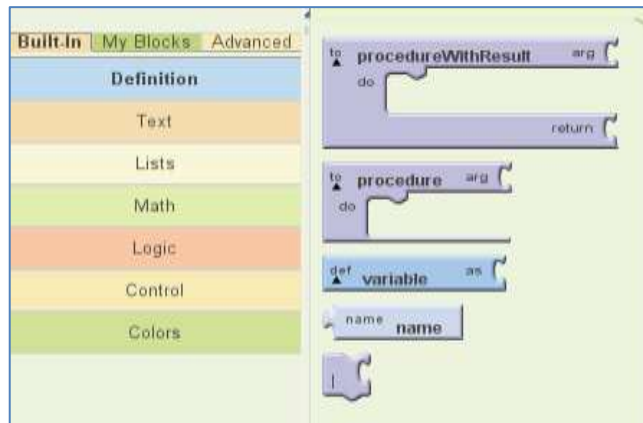 Built-In My Blocks Advanced
Definition
Text
Lists
Math
Logic
Control
Colors
to procedureWithResult arg
do
return
to procedure arg
do
def variable as
name name